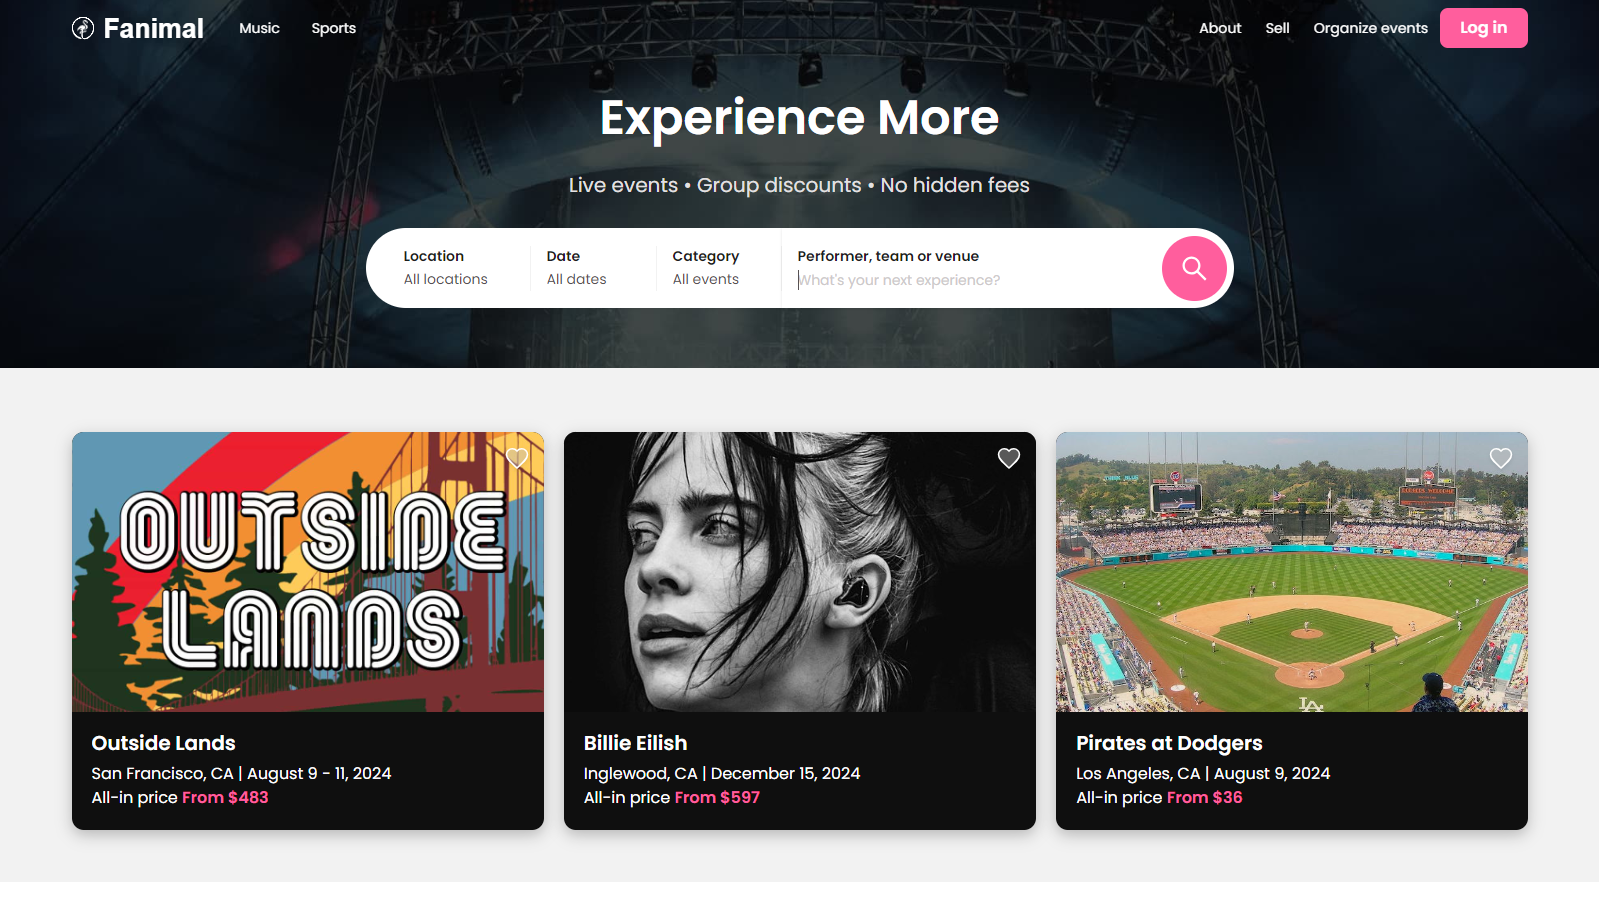 Fanimal
Music
Sports
About
Sell
Organize events
Log in
Experience More
Live events • Group discounts • No hidden fees
Location
All locations
Date
All dates
Category
All events
Performer, team or venue
What's your next experience?
OUTSIDE
LANDS
LA
Outside Lands
San Francisco, CA | August 9 - 11, 2024
All-in price From $483
Billie Eilish
Inglewood, CA | December 15, 2024
All-in price From $597
Pirates at Dodgers
Los Angeles, CA | August 9, 2024
All-in price From $36